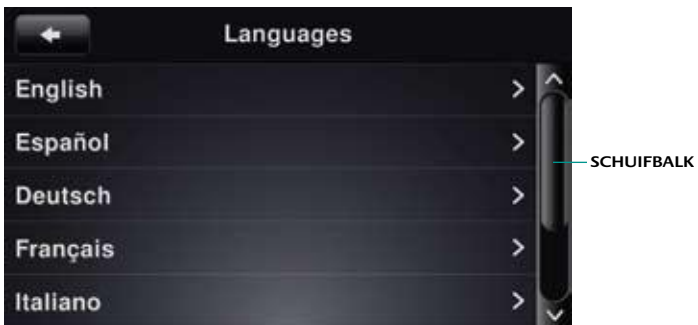 Languages
English
Español
SCHUIFBALK
Deutsch
Français
Italiano